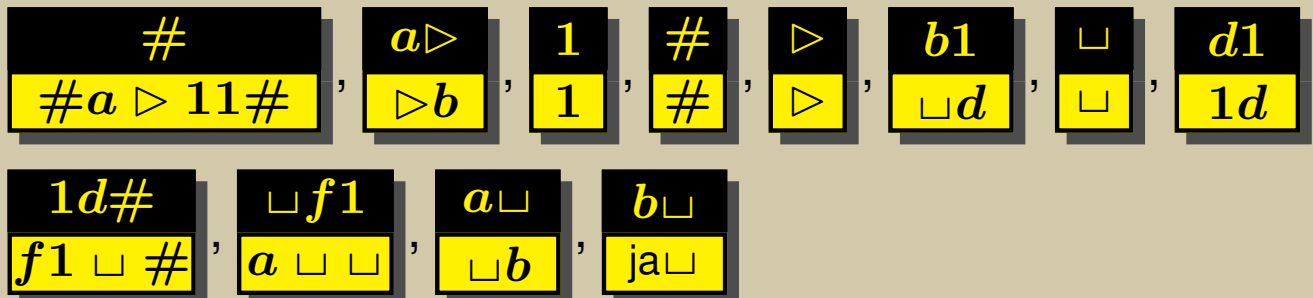 # a▷ 1 # ▷ b1 ⊔ d1
#a ▷ 11# , ▷b , 1 , # , ▷ , ⊔d , ⊔ , 1d
1d# ⊔f1 a⊔ b⊔
f1 ⊔ # , a ⊔ ⊔ , ⊔b , ja⊔